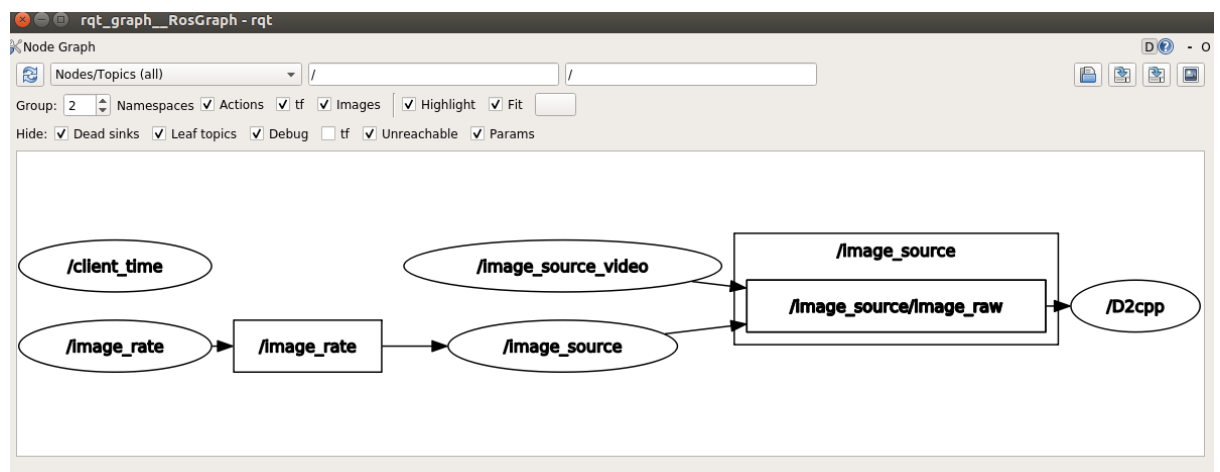 rqt_graph__RosGraph - rqt
Node Graph D - O
Nodes/Topics (all) / /
Group: 2 Namespaces Actions tf Images Highlight Fit
Hide: Dead sinks Leaf topics Debug tf Unreachable Params
/client_time /image_source_video /image_source
/image_source/image_raw /D2cpp
/image_rate /image_rate /image_source